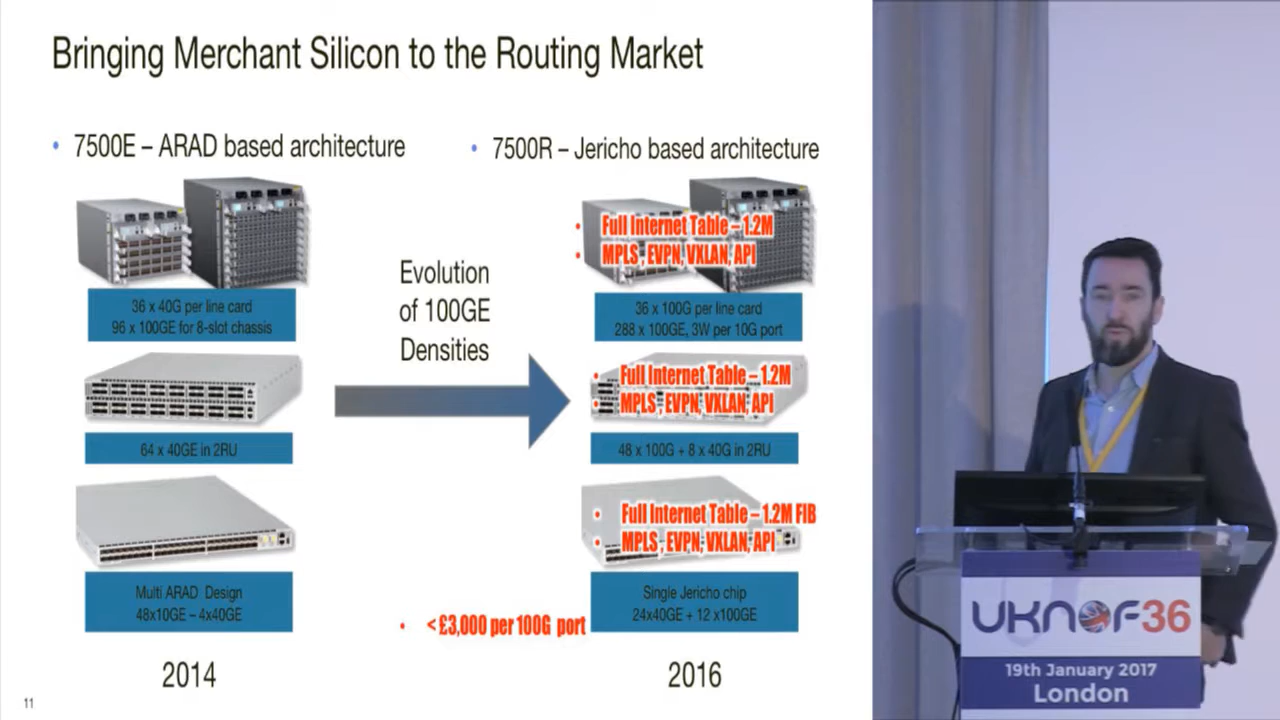 Bringing Merchant Silicon to the Routing Market
• 7500E – ARAD based architecture
• 7500R – Jericho based architecture
• Full Internet Table – 1.2M
• MPLS , EVPN, VXLAN, API
36 x 40G per line card
96 x 100GE for 8-slot chassis
Evolution
of 100GE
Densities
36 x 100G per line card
288 x 100GE, 3W per 10G port
• Full Internet Table – 1.2M
• MPLS , EVPN, VXLAN, API
64 x 40GE in 2RU
48 x 100G + 8 x 40G in 2RU
• Full Internet Table – 1.2M FIB
• MPLS , EVPN, VXLAN, API
Multi ARAD Design
48x10GE – 4x40GE
Single Jericho chip
24x40GE + 12 x100GE
• < £3,000 per 100G port
2014
2016
11
UKNOF36
19th January 2017
London